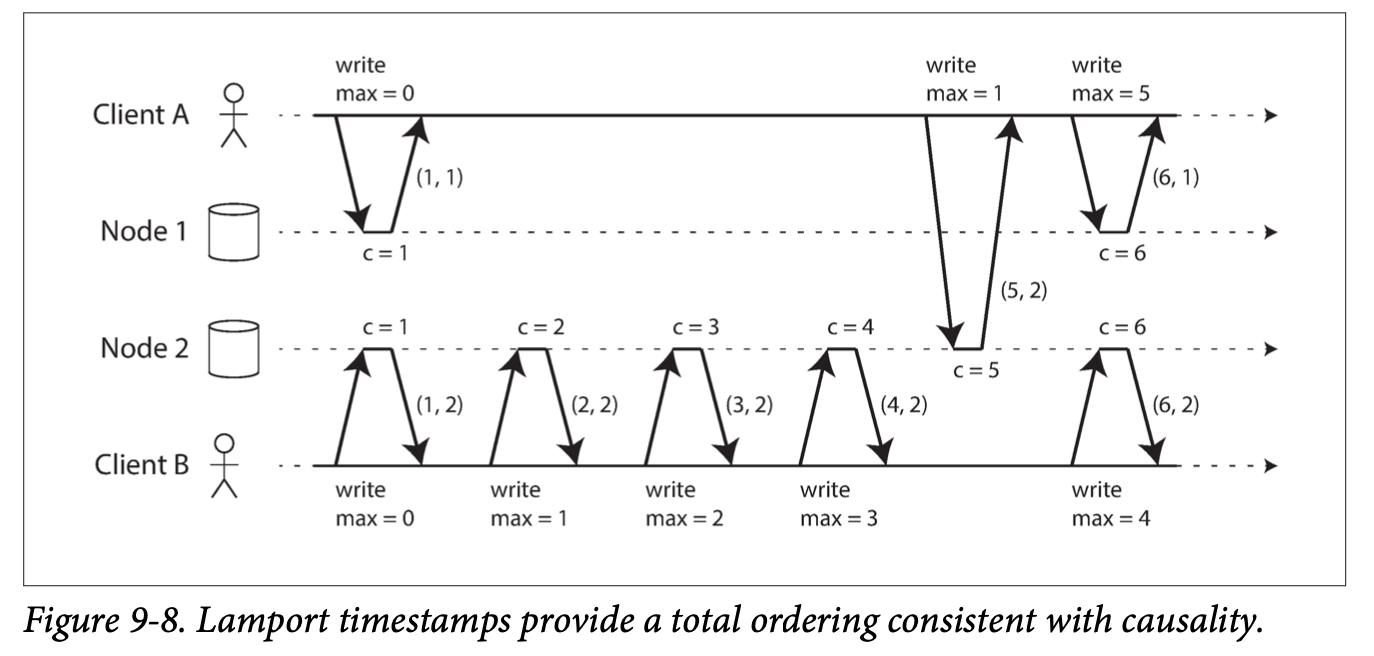 write write write
max = 0 max = 1 max = 5
Client A
(1, 1) (6, 1)
Node 1
c = 1 c = 6
(5, 2)
c = 1 c = 2 c = 3 c = 4 c = 6
Node 2
c = 5
(1, 2) (2, 2) (3, 2) (4, 2) (6, 2)
Client B
write write write write write
max = 0 max = 1 max = 2 max = 3 max = 4
Figure 9-8. Lamport timestamps provide a total ordering consistent with causality.